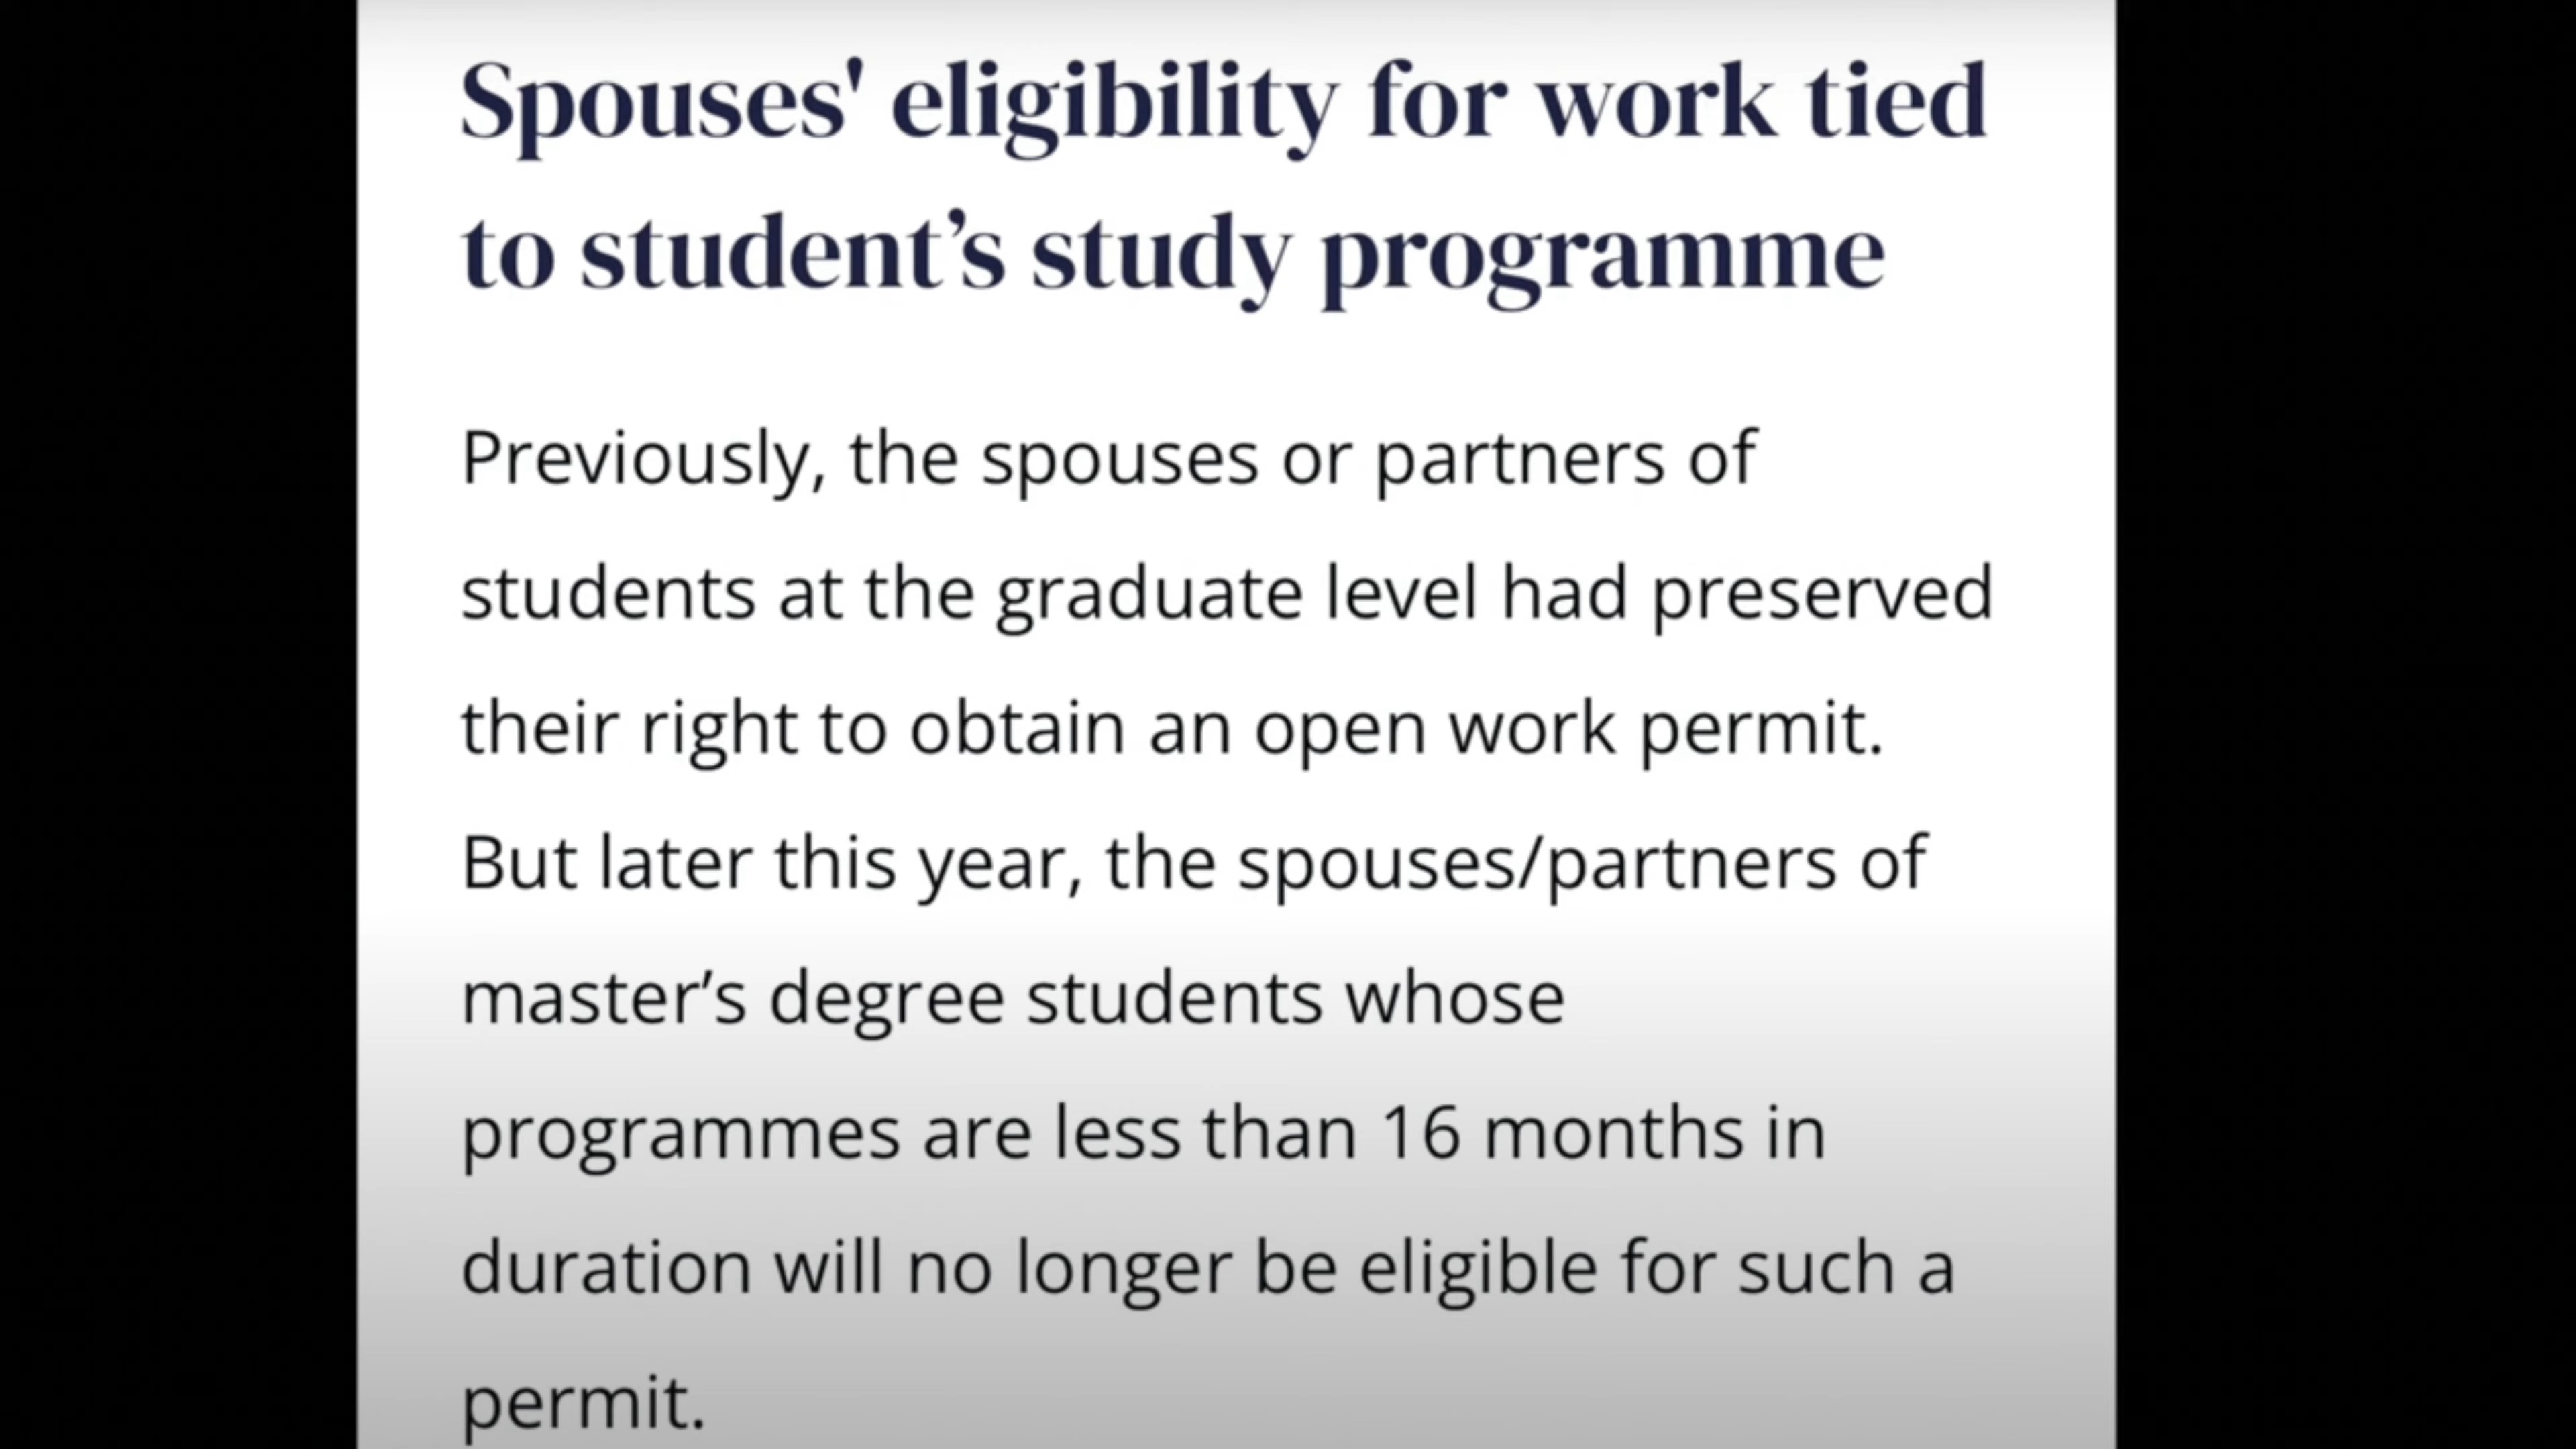 Spouses' eligibility for work tied
to student’s study programme
Previously, the spouses or partners of
students at the graduate level had preserved
their right to obtain an open work permit.
But later this year, the spouses/partners of
master’s degree students whose
programmes are less than 16 months in
duration will no longer be eligible for such a
permit.